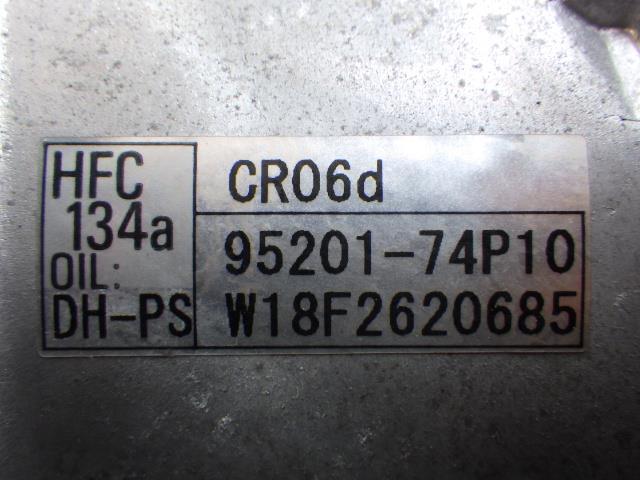 HFC
134a
OIL:
DH-PS
CR06d
95201-74P10
W18F2620685